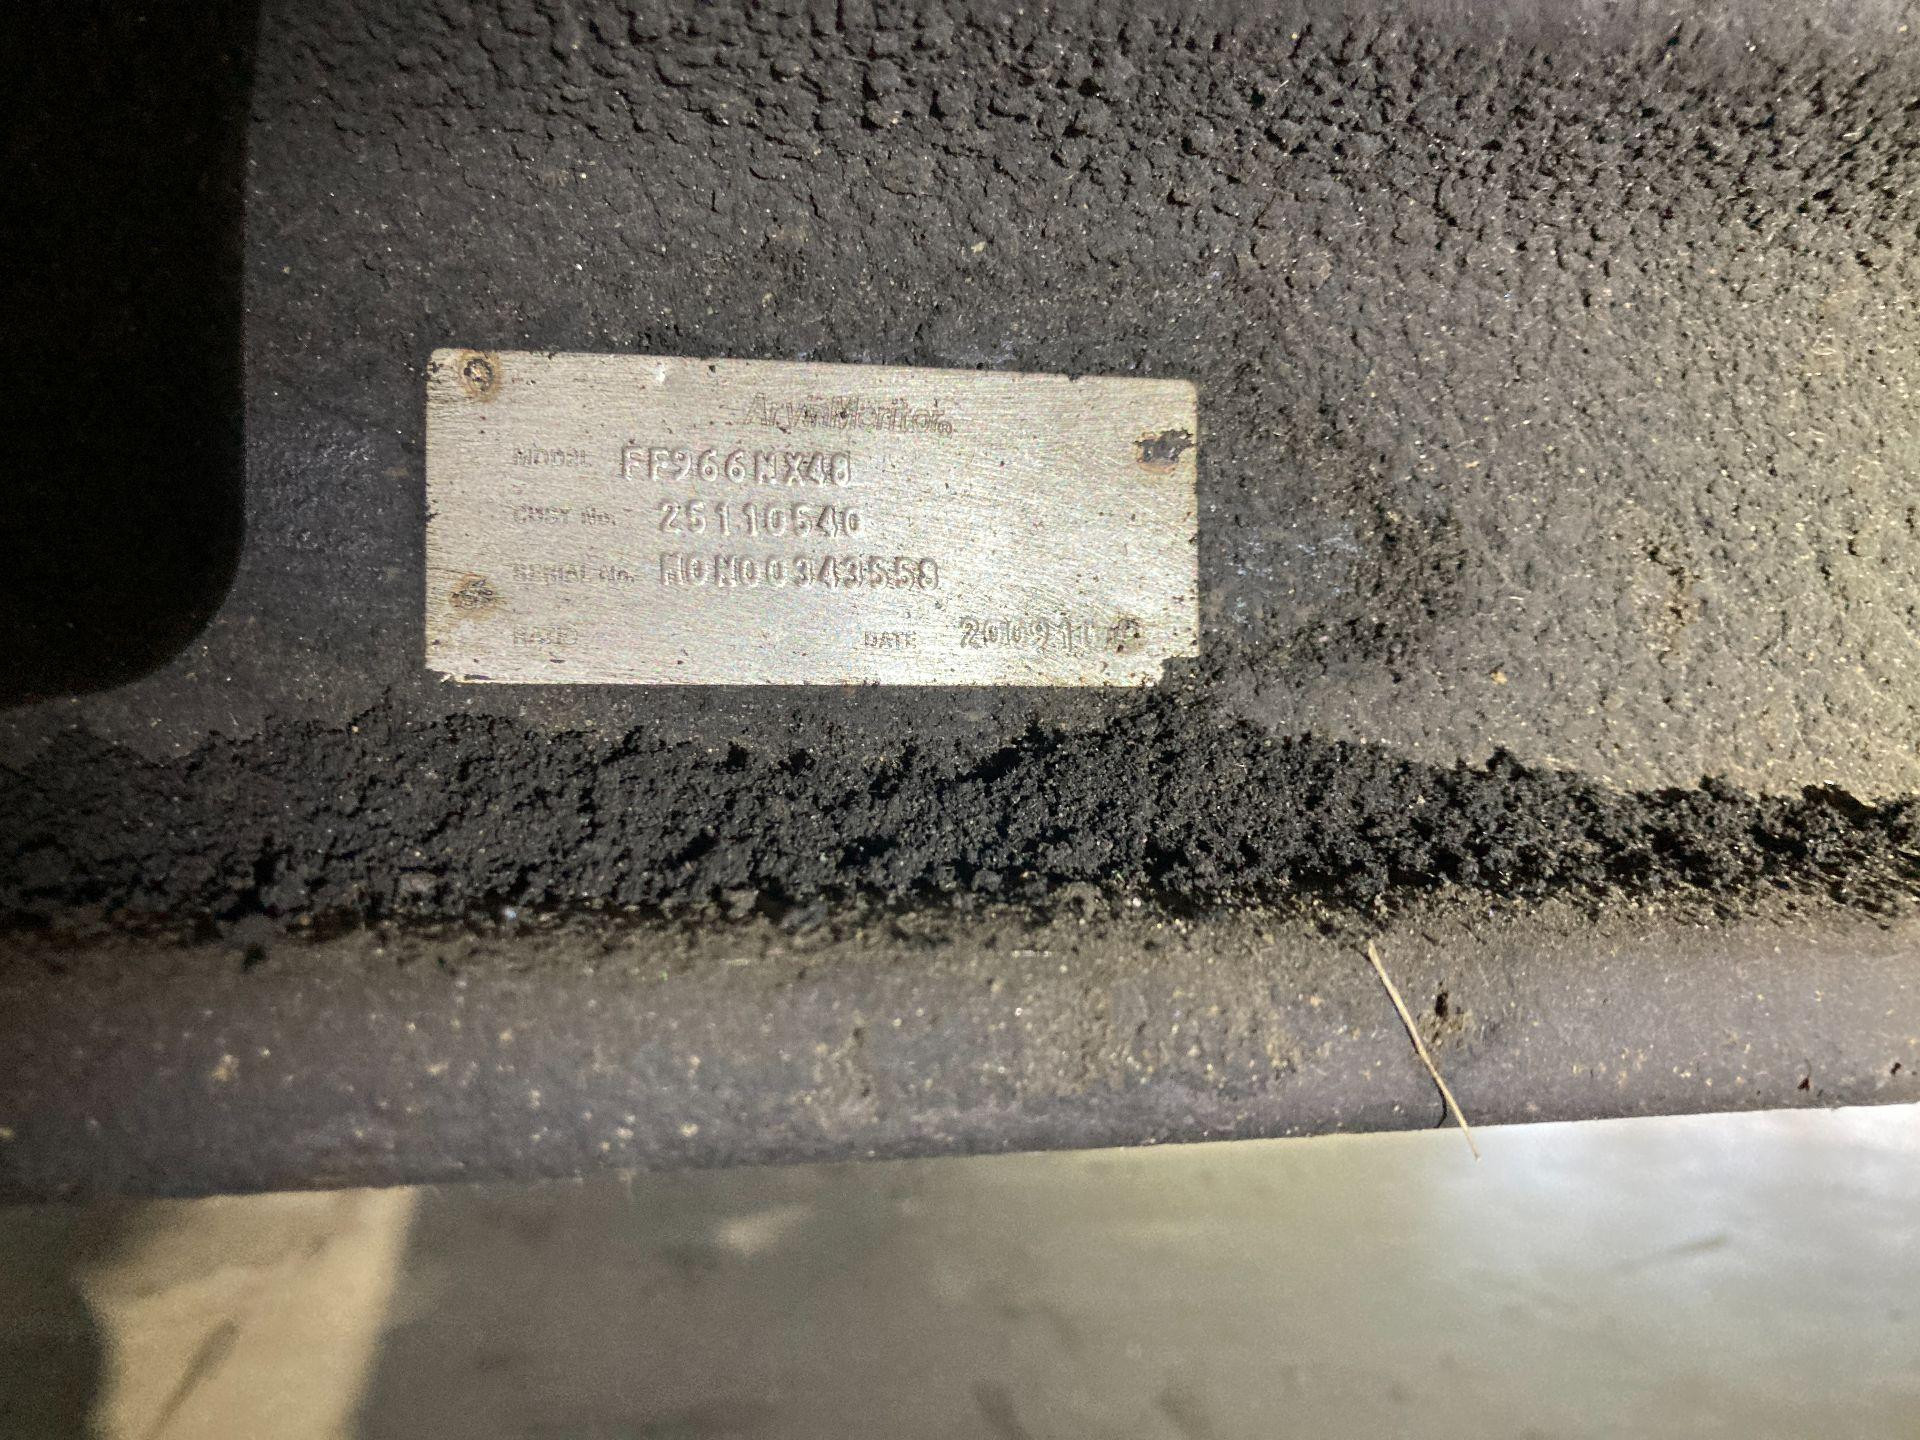 ArvinMeritor®
MODEL FF966NX48
CUST No. 25110540
SERIAL No. MON00343558
RATIO
DATE